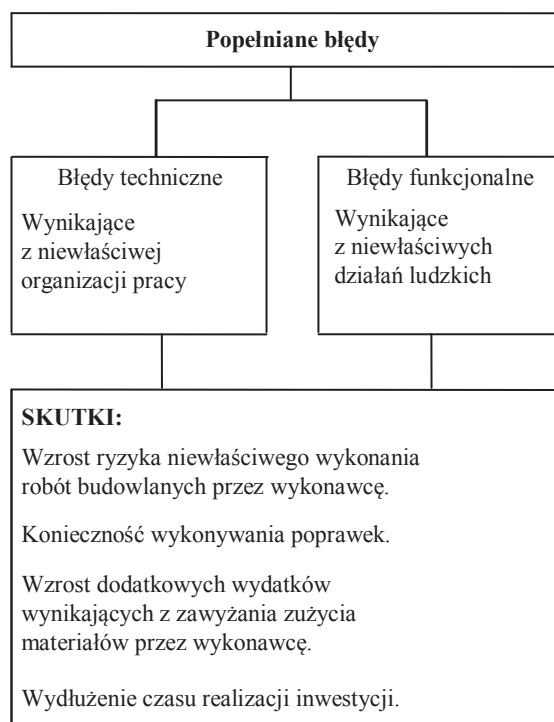 Popełniane błędy
Błędy techniczne
Wynikające
z niewłaściwej
organizacji pracy
Błędy funkcjonalne
Wynikające
z niewłaściwych
działań ludzkich
SKUTKI:
Wzrost ryzyka niewłaściwego wykonania
robót budowlanych przez wykonawcę.
Konieczność wykonywania poprawek.
Wzrost dodatkowych wydatków
wynikających z zawyżania zużycia
materiałów przez wykonawcę.
Wydłużenie czasu realizacji inwestycji.